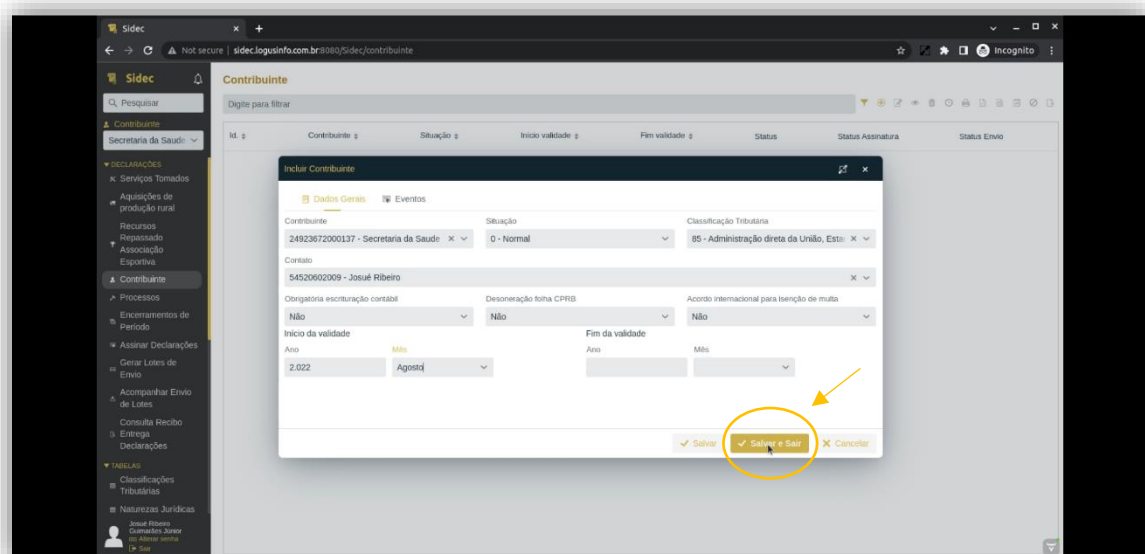 Sidec
Not secure | sidec.logusinfo.com.br:8080/Sidec/contribuinte
Incognito
Sidec
Pesquisar
Contribuinte
Secretaria da Saude
DECLARAÇÕES
Serviços Tomados
Aquisições de
produção rural
Recursos
Repassado
Associação
Esportiva
Contribuinte
Processos
Encerramentos de
Período
Assinar Declarações
Gerar Lotes de
Envio
Acompanhar Envio
de Lotes
Consulta Recibo
Entrega
Declarações
TABELAS
Classificações
Tributárias
Naturezas Jurídicas
Josué Ribeiro
Guimarães Júnior
Alterar senha
Sair
Contribuinte
Digite para filtrar
Id. Contribuinte Situação Início validade Fim validade Status Status Assinatura Status Envio
Incluir Contribuinte
Dados Gerais Eventos
Contribuinte Situação Classificação Tributária
24923672000137 - Secretaria da Saude 0 - Normal 85 - Administração direta da União, Esta
Contato
54520602009 - Josué Ribeiro
Obrigatória escrituração contábil Desoneração folha CPRB Acordo internacional para isenção de multa
Não Não Não
Início da validade Fim da validade
Ano Mês Ano Mês
2.022 Agosto
Salvar Salvar e Sair Cancelar